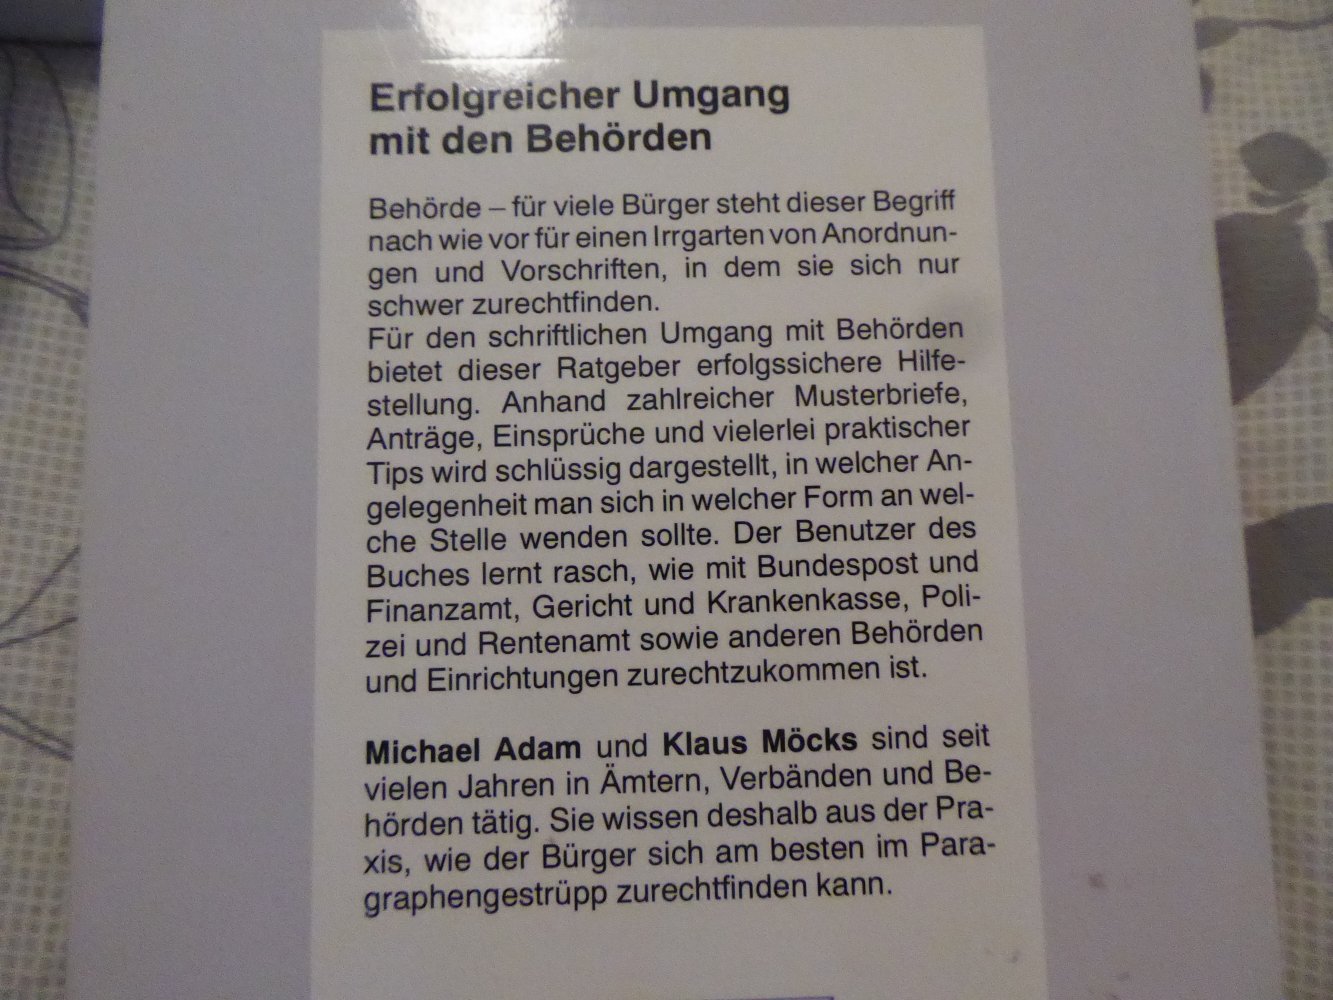 Erfolgreicher Umgang
mit den Behörden
Behörde – für viele Bürger steht dieser Begriff
nach wie vor für einen Irrgarten von Anordnun-
gen und Vorschriften, in dem sie sich nur
schwer zurechtfinden.
Für den schriftlichen Umgang mit Behörden
bietet dieser Ratgeber erfolgssichere Hilfe-
stellung. Anhand zahlreicher Musterbriefe,
Anträge, Einsprüche und vielerlei praktischer
Tips wird schlüssig dargestellt, in welcher An-
gelegenheit man sich in welcher Form an wel-
che Stelle wenden sollte. Der Benutzer des
Buches lernt rasch, wie mit Bundespost und
Finanzamt, Gericht und Krankenkasse, Poli-
zei und Rentenamt sowie anderen Behörden
und Einrichtungen zurechtzukommen ist.
Michael Adam und Klaus Möcks sind seit
vielen Jahren in Ämtern, Verbänden und Be-
hörden tätig. Sie wissen deshalb aus der Pra-
xis, wie der Bürger sich am besten im Para-
graphengestrüpp zurechtfinden kann.